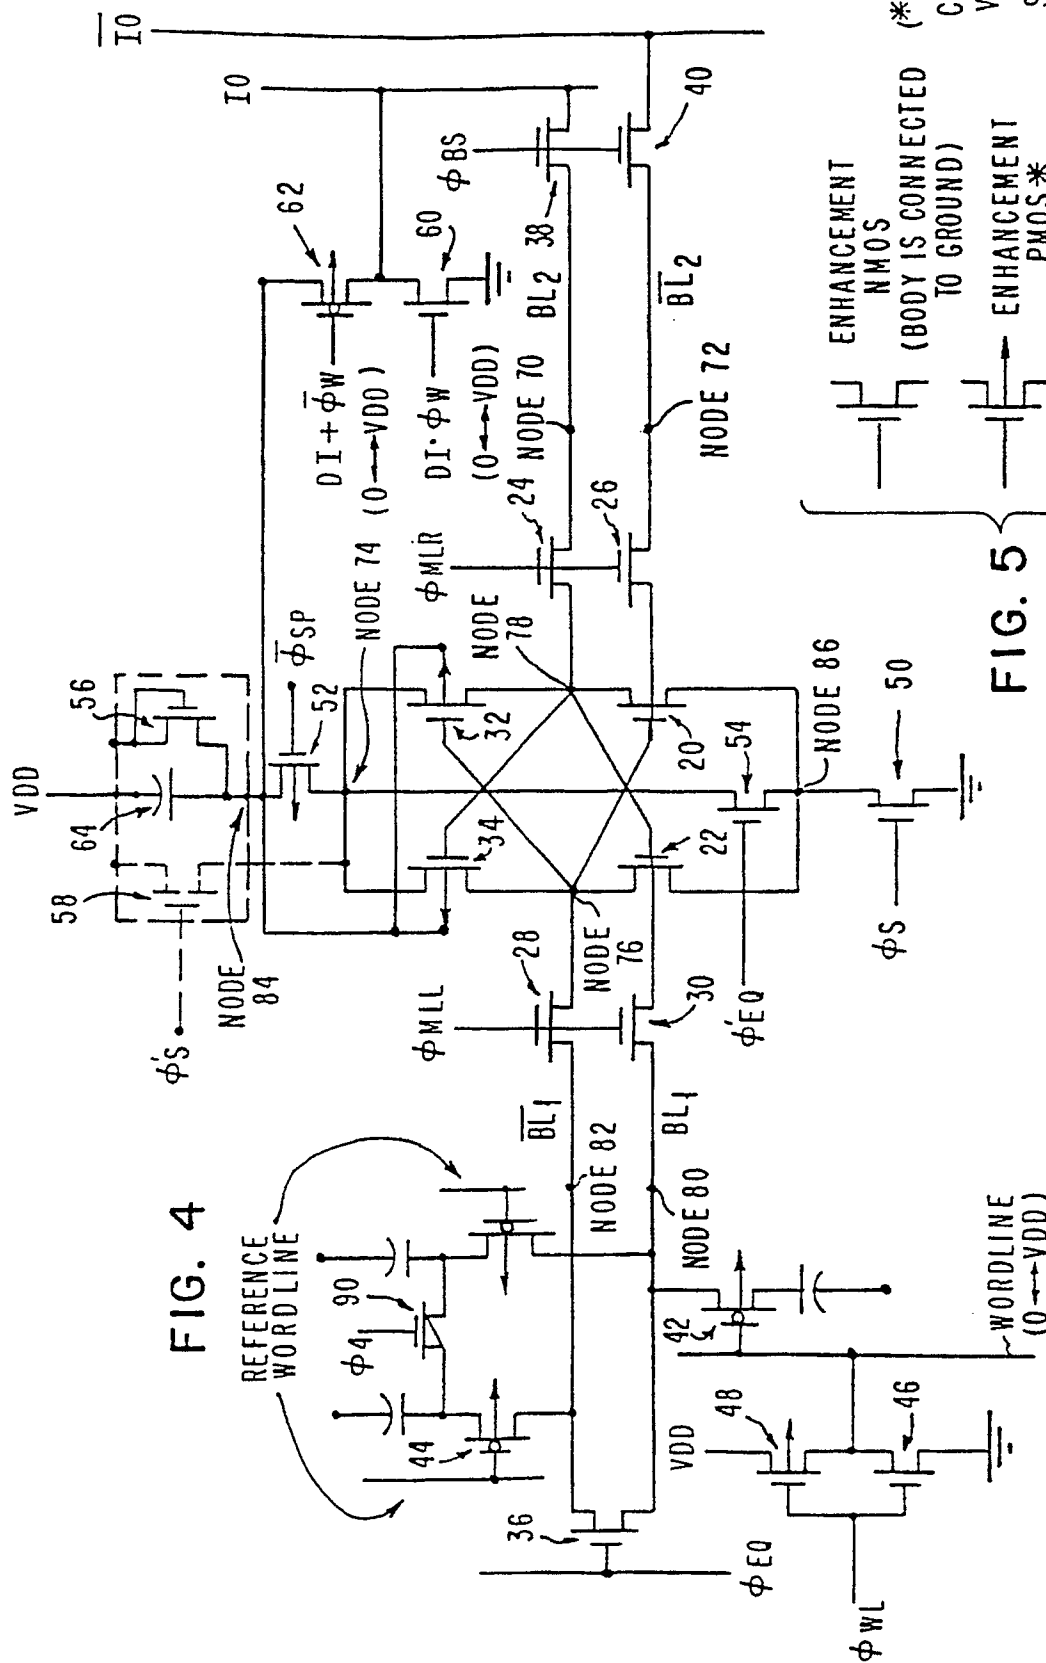 FIG. 4
REFERENCE
WORDLINE
φ4
90
44
36
φEQ
φWL
VDD
48
46
42
WORDLINE
(0↔VDD)
NODE 80
NODE 82
BL1
BL1
φMLL
28
30
φ'S
58
64
VDD
56
NODE
84
φSP
52
NODE 74
34
32
NODE
76
NODE
78
22
20
54
φ'EQ
φS
50
NODE 86
φMLR
24
26
NODE 70
NODE 72
BL2
BL2
DI+φW
(0↔VDD)
DI·φW
(0↔VDD)
62
60
φBS
38
40
IO
IO
FIG. 5
ENHANCEMENT
NMOS
(BODY IS CONNECTED
TO GROUND)
ENHANCEMENT
PMOS*
(*
C
V